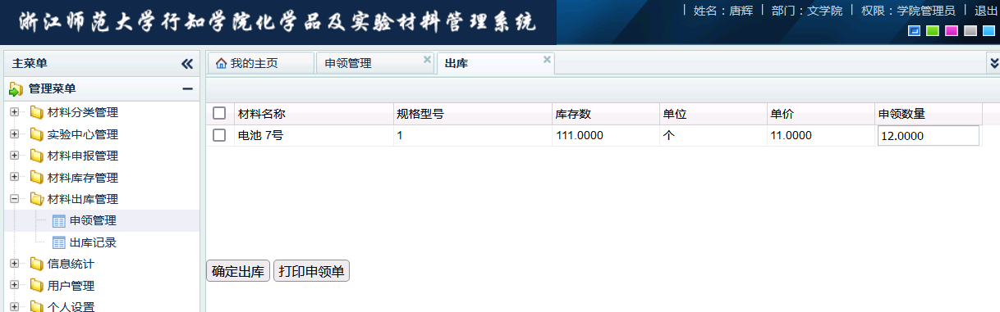 浙江师范大学行知学院化学品及实验材料管理系统
| 姓名：唐辉 | 部门：文学院 | 权限：学院管理员 | 退出
主菜单
我的主页 申领管理 出库
管理菜单
材料分类管理
实验中心管理
材料申报管理
材料库存管理
材料出库管理
申领管理
出库记录
信息统计
用户管理
个人设置
材料名称 规格型号 库存数 单位 单价 申领数量
电池 7号 1 111.0000 个 11.0000 12.0000
确定出库 打印申领单